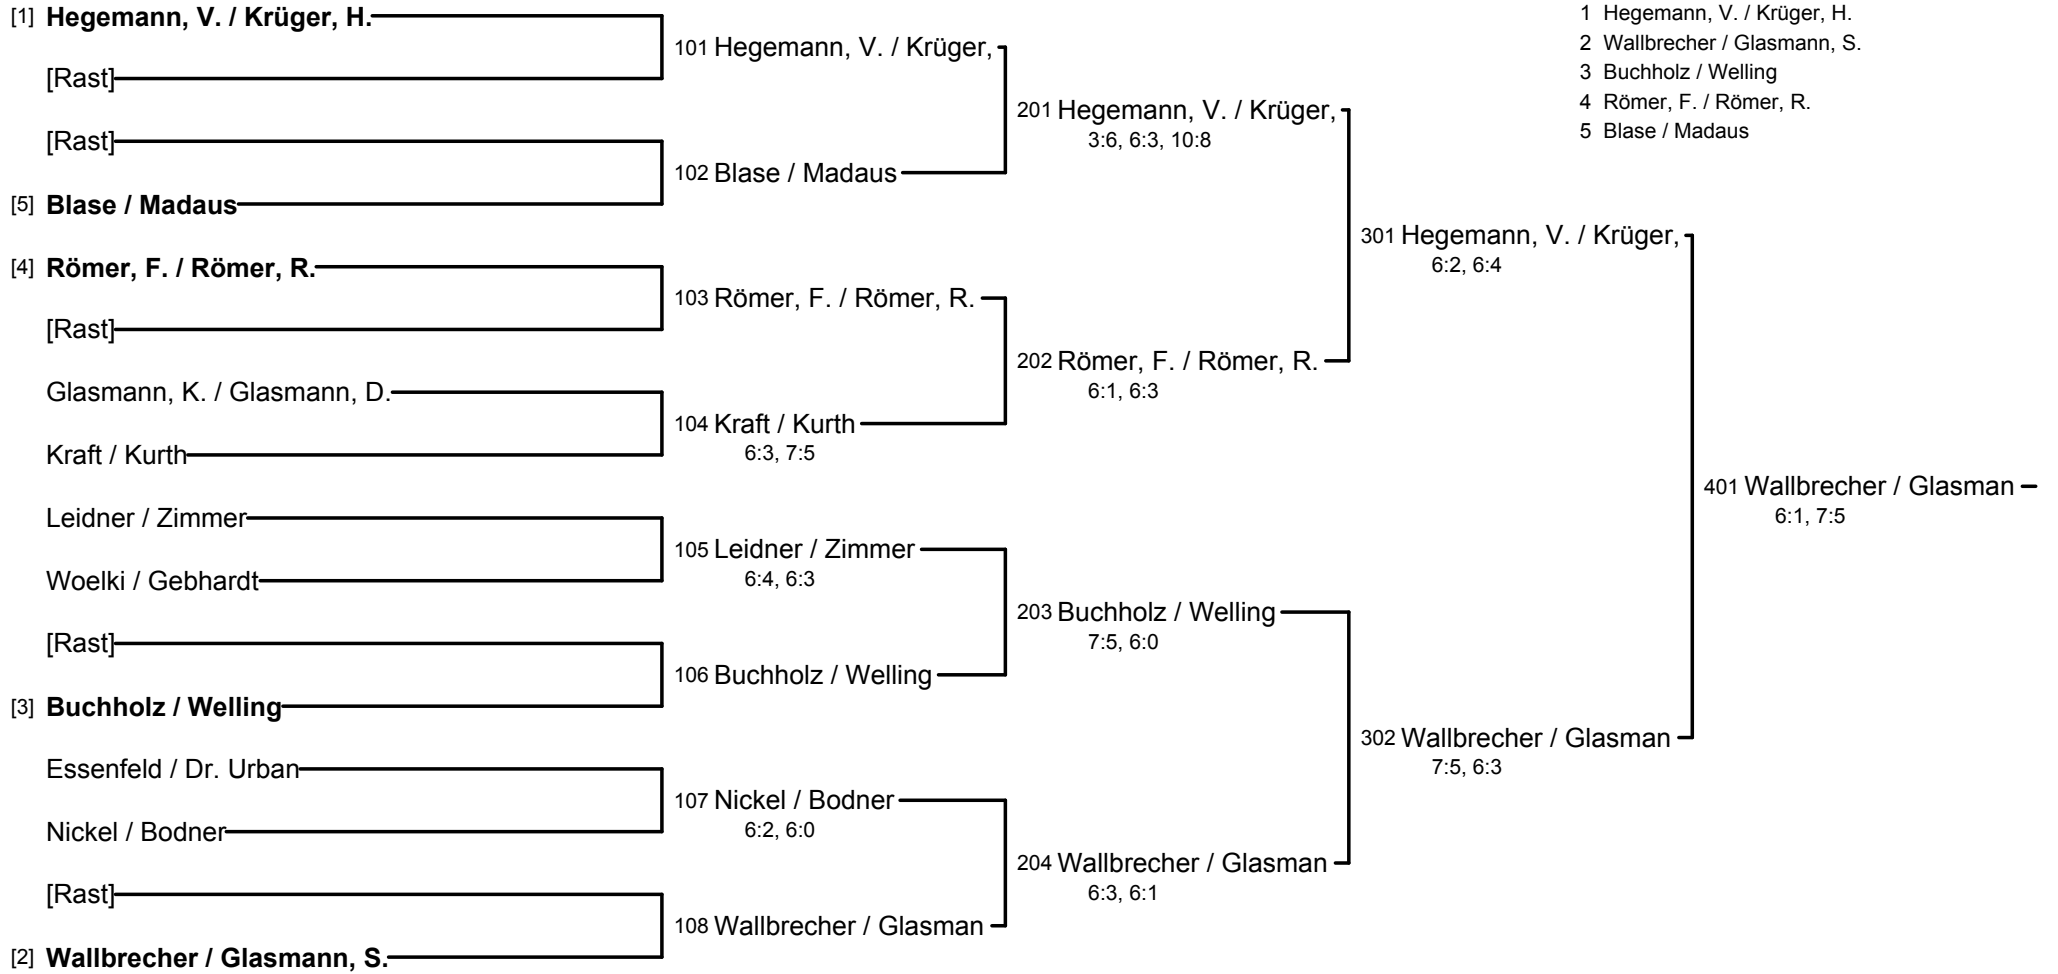 [1] Hegemann, V. / Krüger, H.
[Rast]
[Rast]
[5] Blase / Madaus
[4] Römer, F. / Römer, R.
[Rast]
Glasmann, K. / Glasmann, D.
Kraft / Kurth
Leidner / Zimmer
Woelki / Gebhardt
[Rast]
[3] Buchholz / Welling
Essenfeld / Dr. Urban
Nickel / Bodner
[Rast]
[2] Wallbrecher / Glasmann, S.
101 Hegemann, V. / Krüger,
102 Blase / Madaus
103 Römer, F. / Römer, R.
104 Kraft / Kurth
6:3, 7:5
105 Leidner / Zimmer
6:4, 6:3
106 Buchholz / Welling
107 Nickel / Bodner
6:2, 6:0
108 Wallbrecher / Glasman
201 Hegemann, V. / Krüger,
3:6, 6:3, 10:8
202 Römer, F. / Römer, R.
6:1, 6:3
203 Buchholz / Welling
7:5, 6:0
204 Wallbrecher / Glasman
6:3, 6:1
301 Hegemann, V. / Krüger,
6:2, 6:4
302 Wallbrecher / Glasman
7:5, 6:3
401 Wallbrecher / Glasman
6:1, 7:5
1 Hegemann, V. / Krüger, H.
2 Wallbrecher / Glasmann, S.
3 Buchholz / Welling
4 Römer, F. / Römer, R.
5 Blase / Madaus